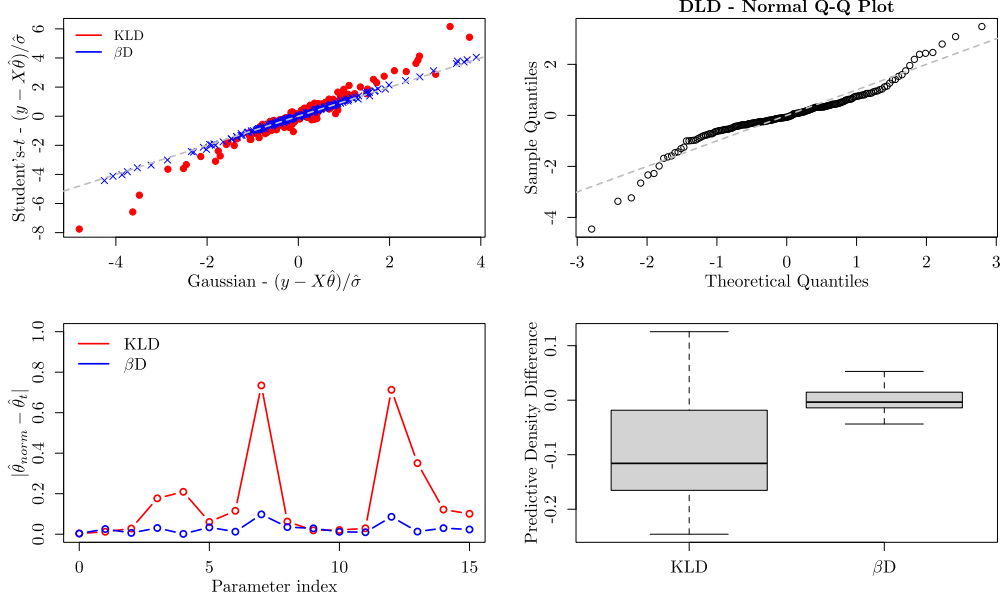 DLD - Normal Q-Q Plot
Student's-t - (y − Xθ̂)/σ̂
6
4
2
0
-2
-4
-6
-8
KLD
βD
-4 -2 0 2 4
Gaussian - (y − Xθ̂)/σ̂
Sample Quantiles
2
0
-2
-4
-3 -2 -1 0 1 2 3
Theoretical Quantiles
|θ̂norm − θ̂t|
1.0
0.8
0.6
0.4
0.2
0.0
KLD
βD
0 5 10 15
Parameter index
Predictive Density Difference
0.1
0.0
-0.1
-0.2
KLD βD